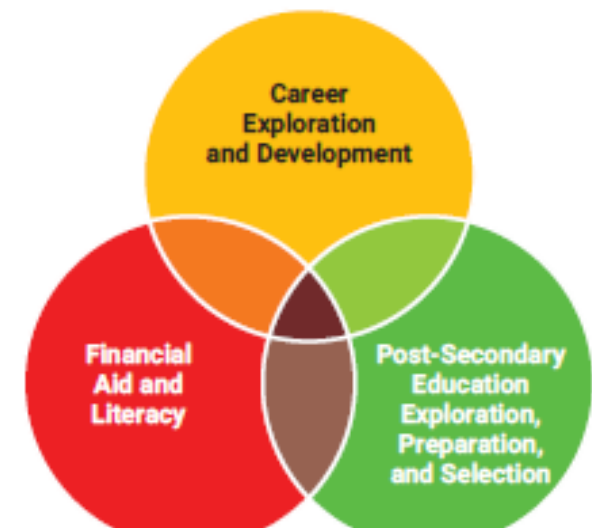 Career
Exploration
and Development
Financial
Aid and
Literacy
Post-Secondary
Education
Exploration,
Preparation,
and Selection